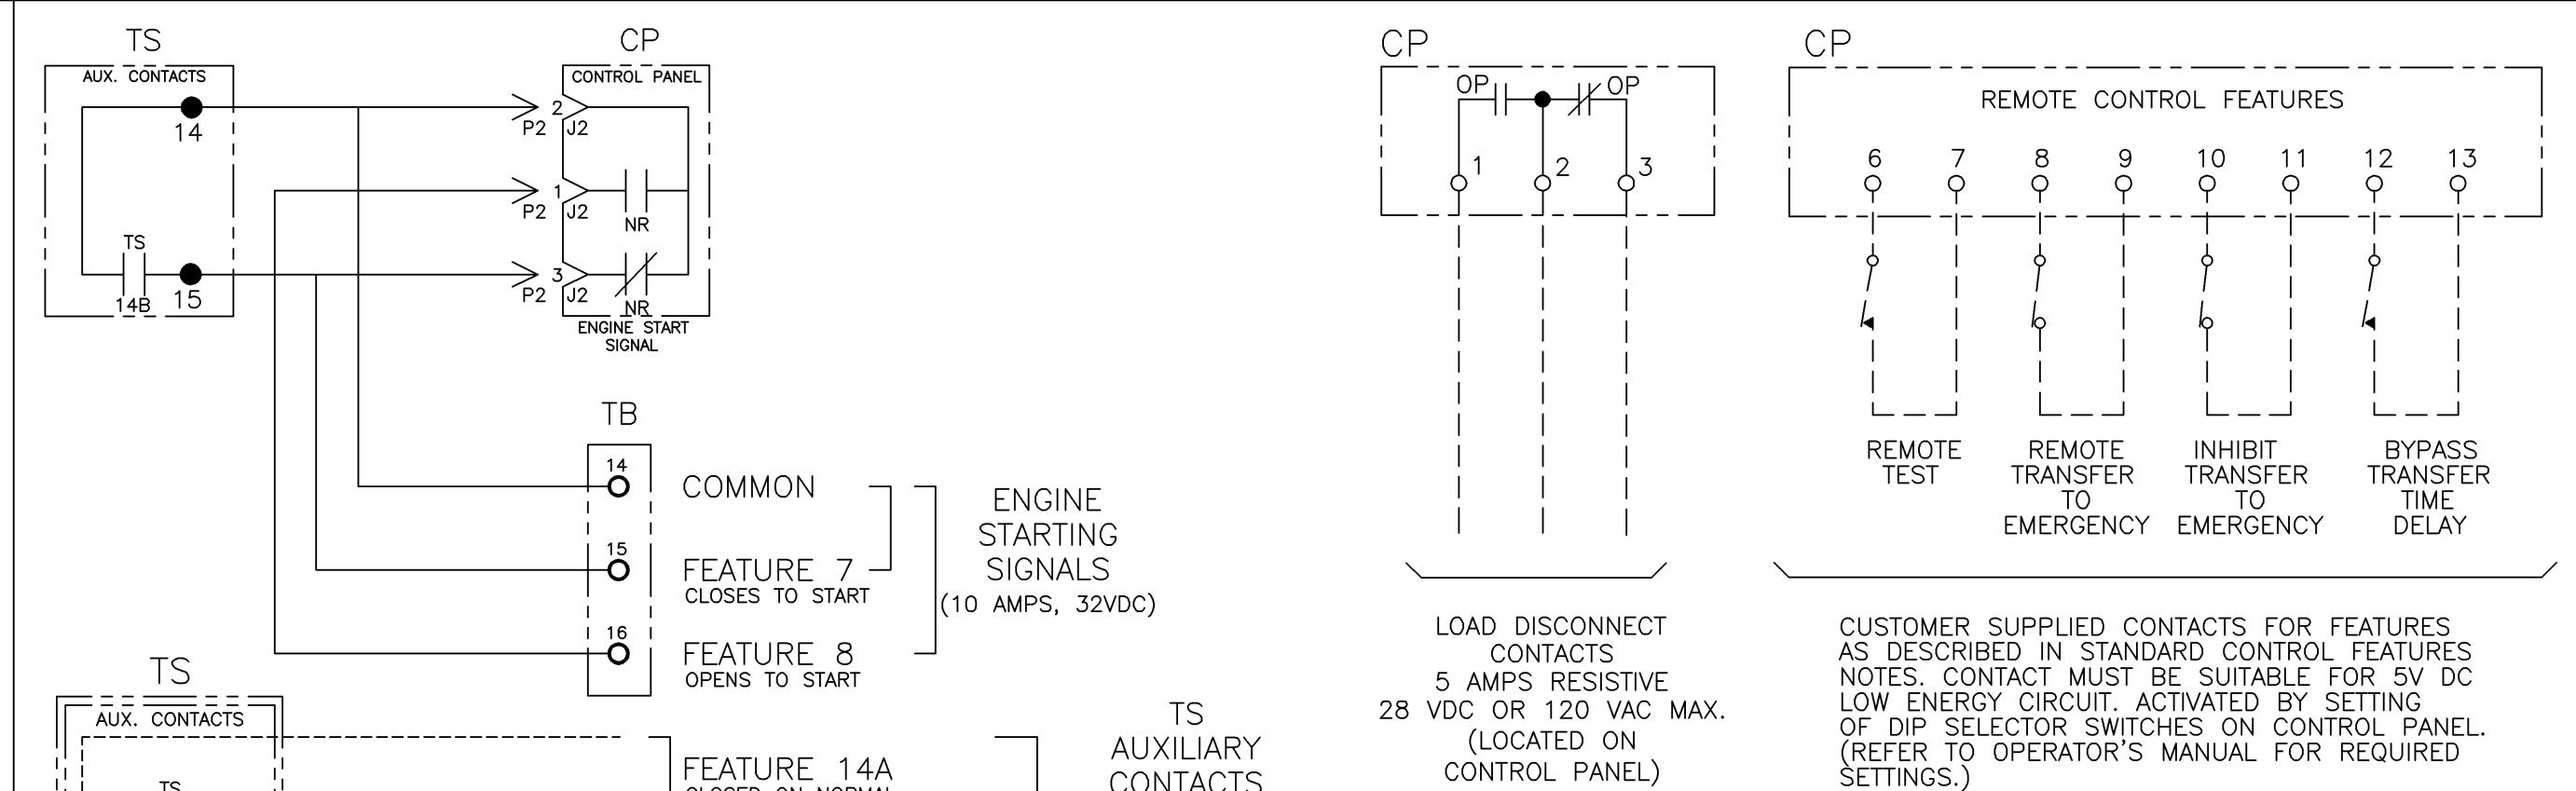 TS
AUX. CONTACTS
14
TS
14B
15
CP
CONTROL PANEL
2
P2 J2
1
P2 J2
NR
3
P2 J2
NR
ENGINE START
SIGNAL
TB
14
COMMON
15
FEATURE 7
CLOSES TO START
16
FEATURE 8
OPENS TO START
ENGINE
STARTING
SIGNALS
(10 AMPS, 32VDC)
TS
AUX. CONTACTS
TS
FEATURE 14A
CLOSED ON NORMAL
TS
AUXILIARY
CONTACTS
CP
OP OP
1 2 3
LOAD DISCONNECT
CONTACTS
5 AMPS RESISTIVE
28 VDC OR 120 VAC MAX.
(LOCATED ON
CONTROL PANEL)
CP
REMOTE CONTROL FEATURES
6 7 8 9 10 11 12 13
REMOTE
TEST
REMOTE
TRANSFER
TO
EMERGENCY
INHIBIT
TRANSFER
TO
EMERGENCY
BYPASS
TRANSFER
TIME
DELAY
CUSTOMER SUPPLIED CONTACTS FOR FEATURES
AS DESCRIBED IN STANDARD CONTROL FEATURES
NOTES. CONTACT MUST BE SUITABLE FOR 5V DC
LOW ENERGY CIRCUIT. ACTIVATED BY SETTING
OF DIP SELECTOR SWITCHES ON CONTROL PANEL.
(REFER TO OPERATOR'S MANUAL FOR REQUIRED
SETTINGS.)